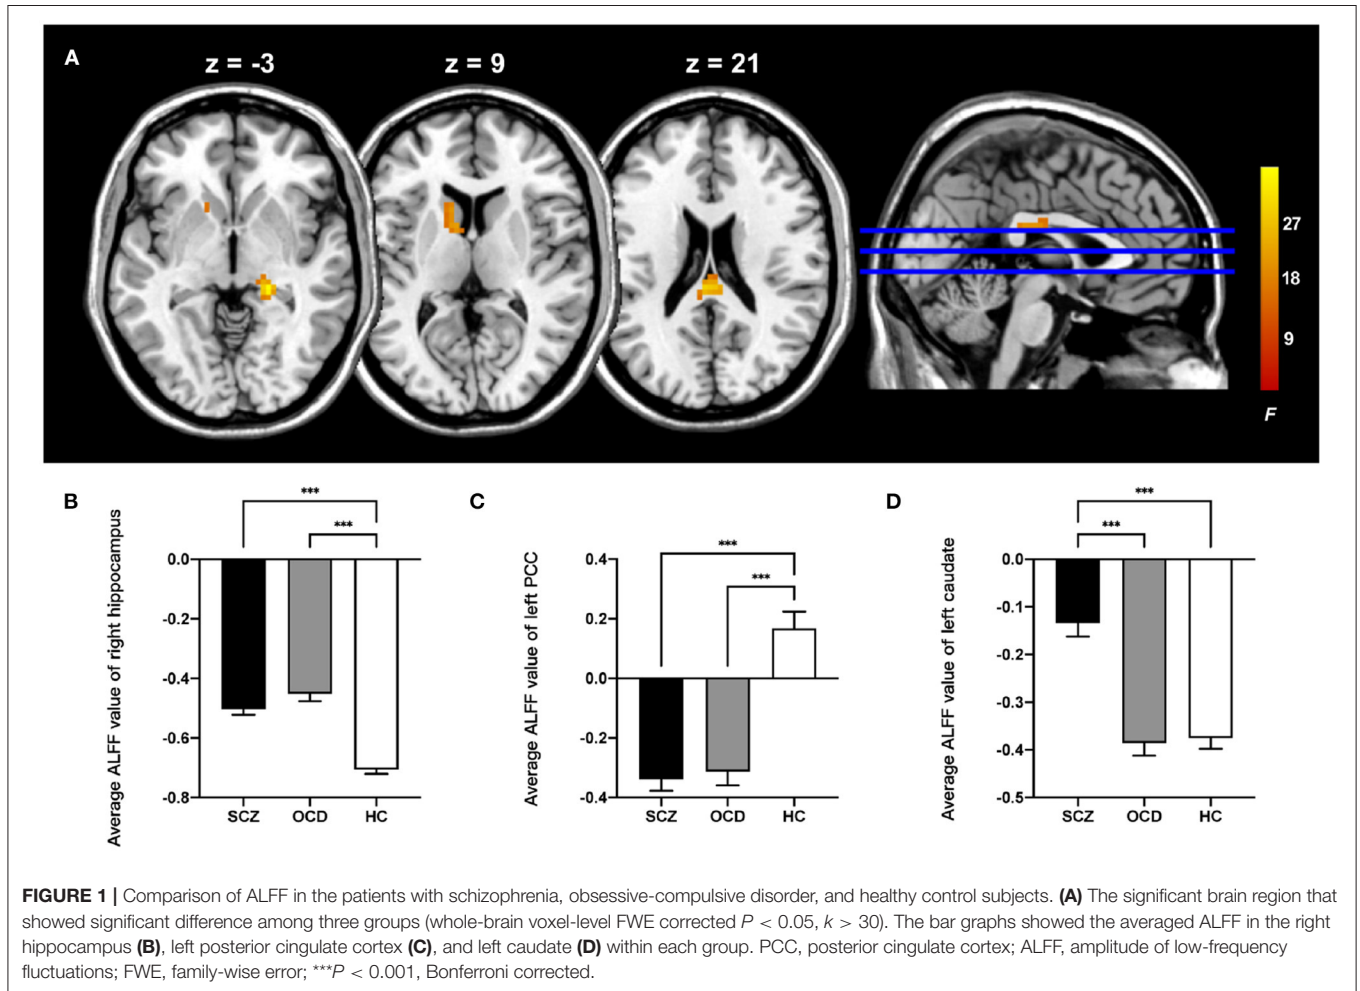 A
z = -3
z = 9
z = 21
27
18
9
F
B
***
***
Average ALFF value of right hippocampus
0.0
-0.2
-0.4
-0.6
-0.8
SCZ OCD HC
C
***
***
Average ALFF value of left PCC
0.4
0.2
0.0
-0.2
-0.4
SCZ OCD HC
D
***
***
Average ALFF value of left caudate
0.0
-0.1
-0.2
-0.3
-0.4
-0.5
SCZ OCD HC
FIGURE 1 | Comparison of ALFF in the patients with schizophrenia, obsessive-compulsive disorder, and healthy control subjects. (A) The significant brain region that
showed significant difference among three groups (whole-brain voxel-level FWE corrected P < 0.05, k > 30). The bar graphs showed the averaged ALFF in the right
hippocampus (B), left posterior cingulate cortex (C), and left caudate (D) within each group. PCC, posterior cingulate cortex; ALFF, amplitude of low-frequency
fluctuations; FWE, family-wise error; ***P < 0.001, Bonferroni corrected.